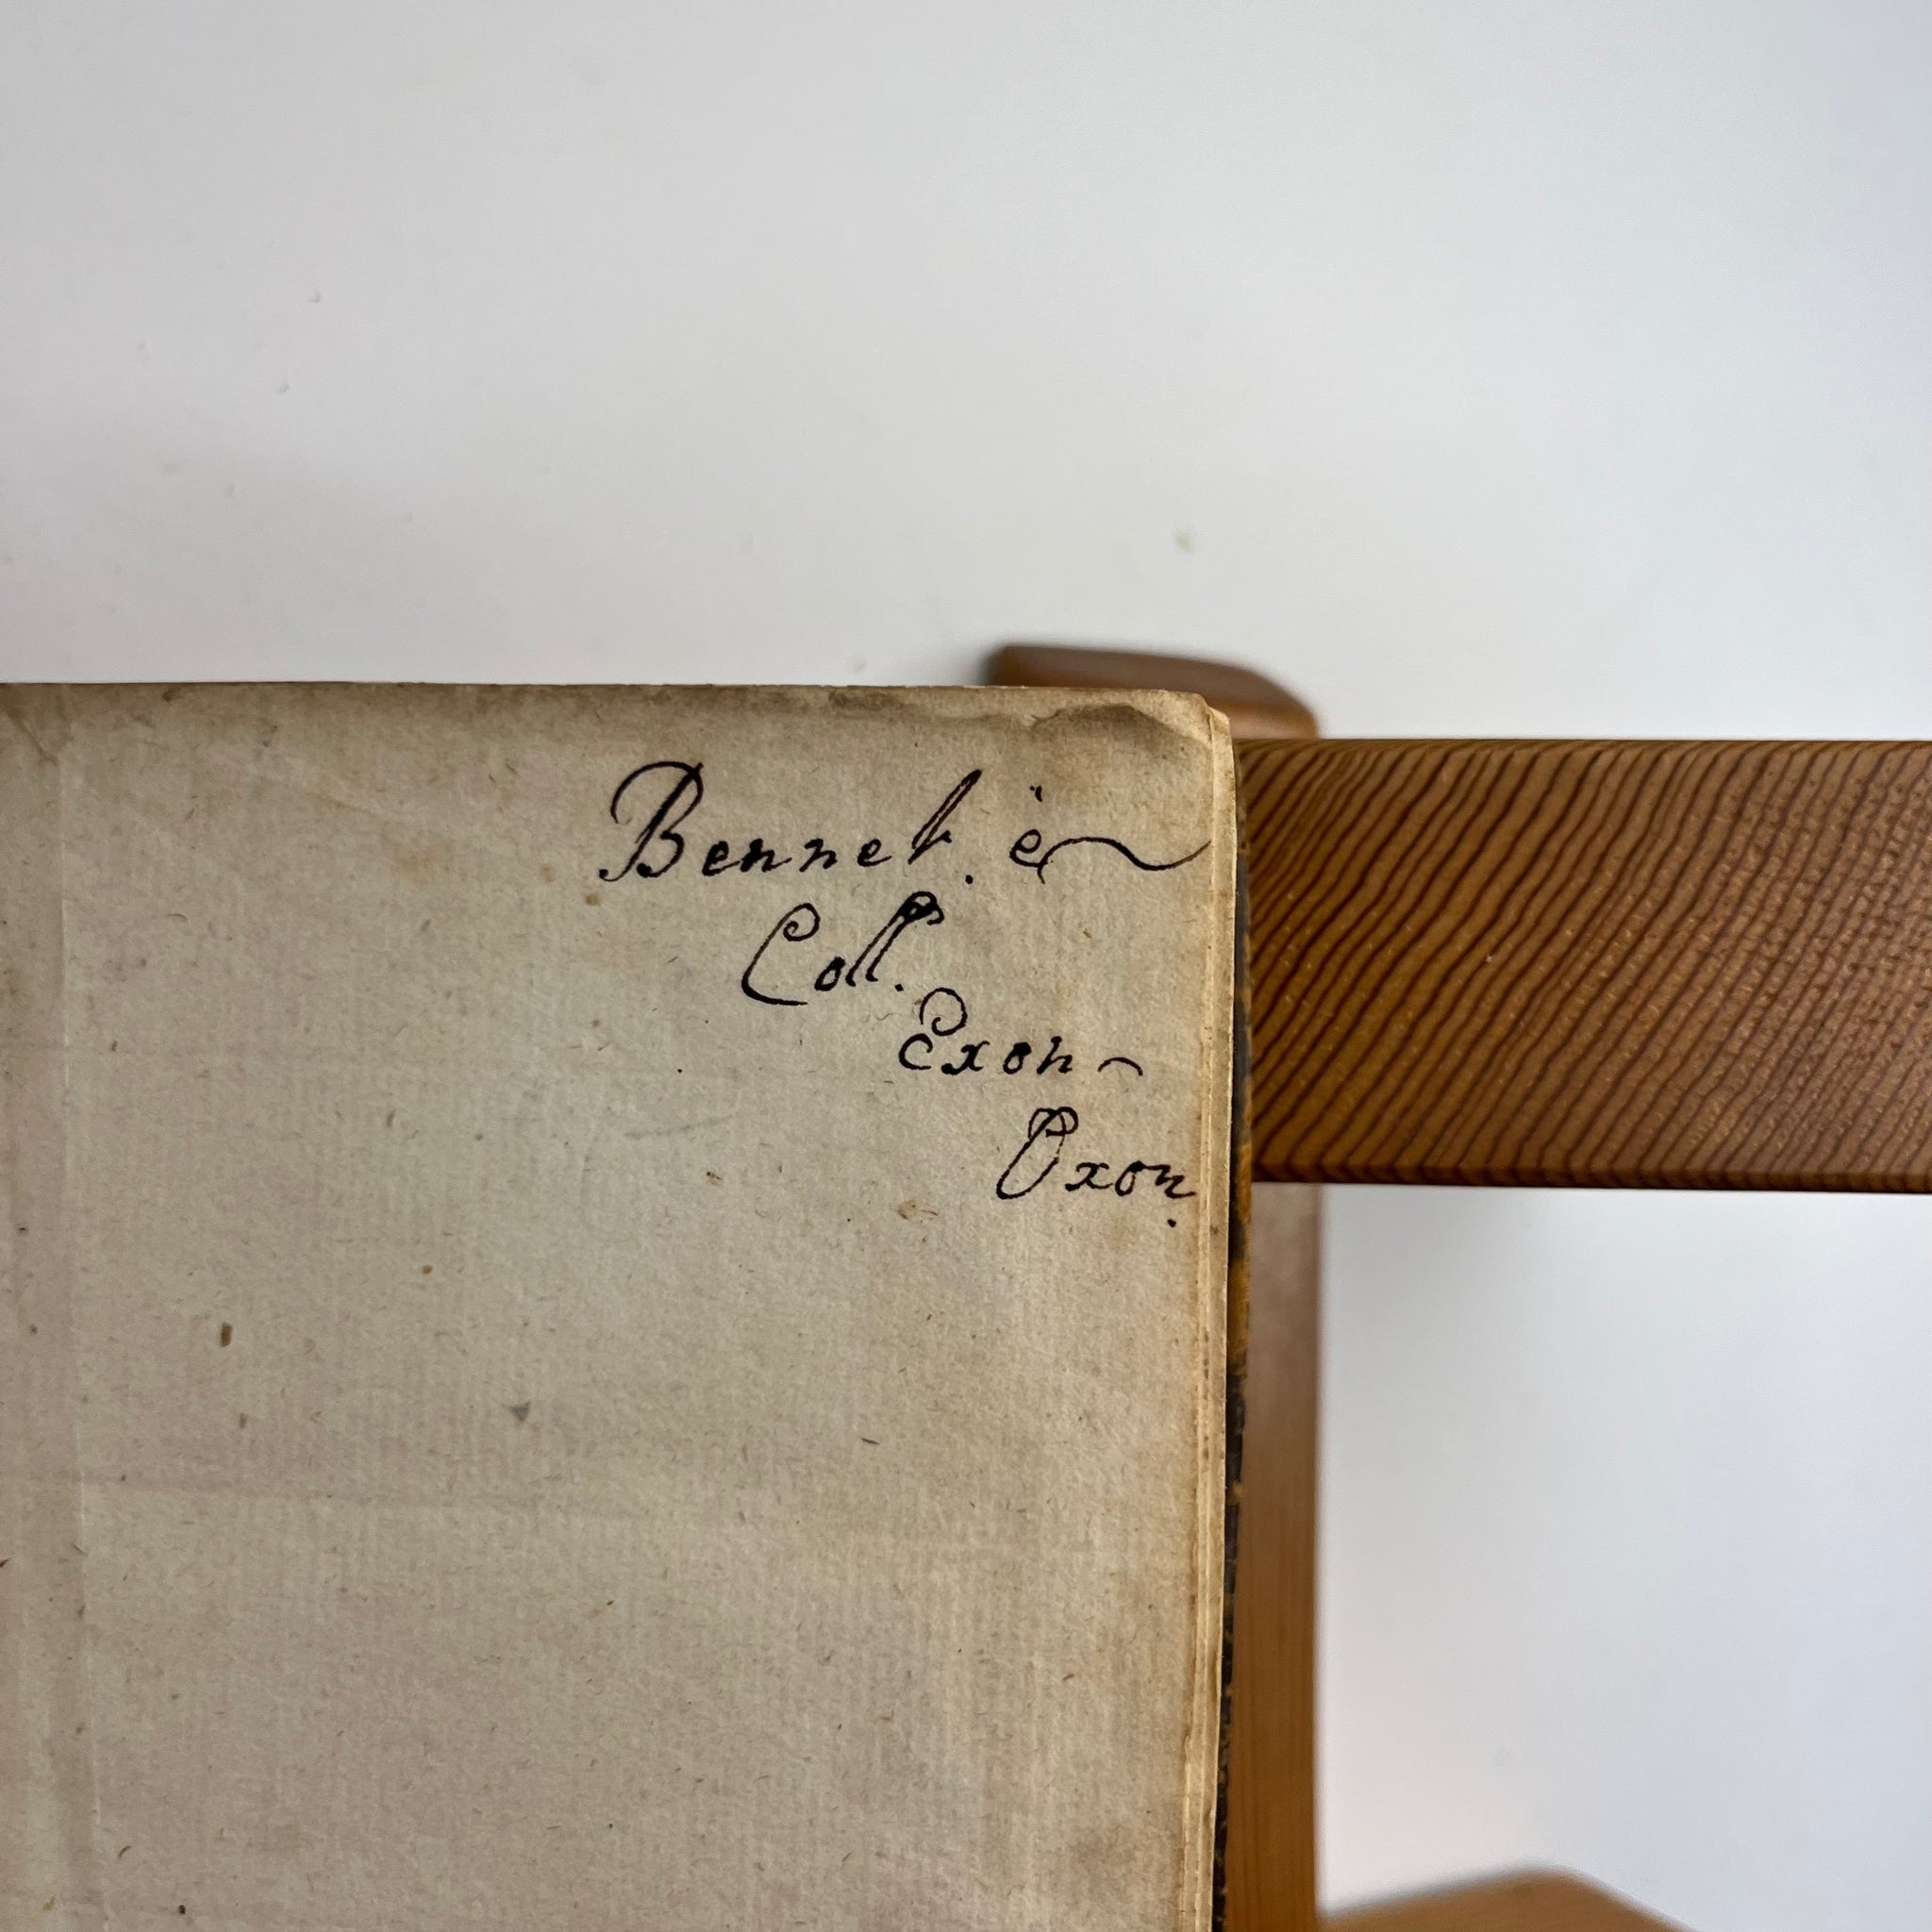 Bennet. è
Coll.
Exon
Oxon.